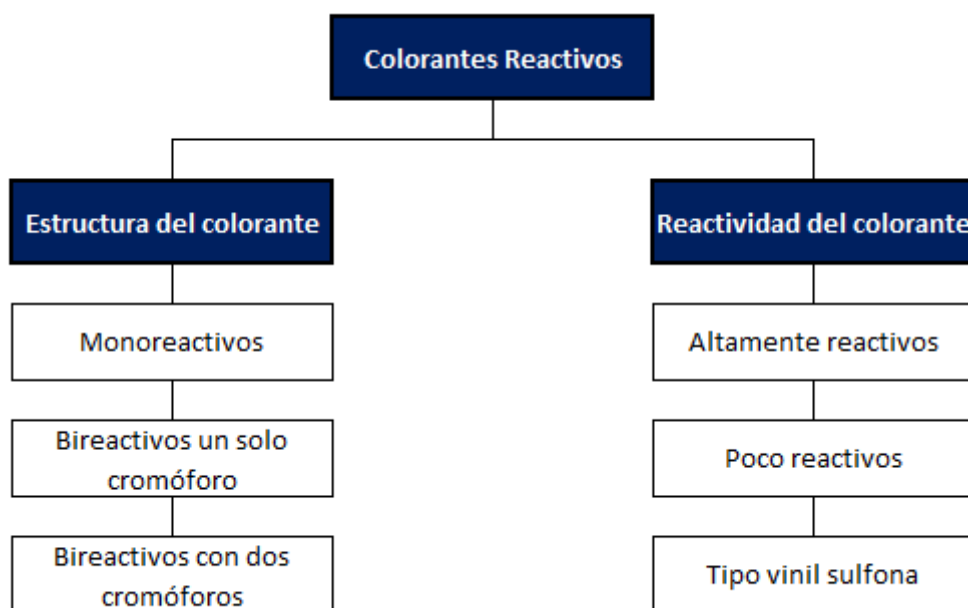 Colorantes Reactivos
Estructura del colorante
Monoreactivos
Bireactivos un solo
cromóforo
Bireactivos con dos
cromóforos
Reactividad del colorante
Altamente reactivos
Poco reactivos
Tipo vinil sulfona